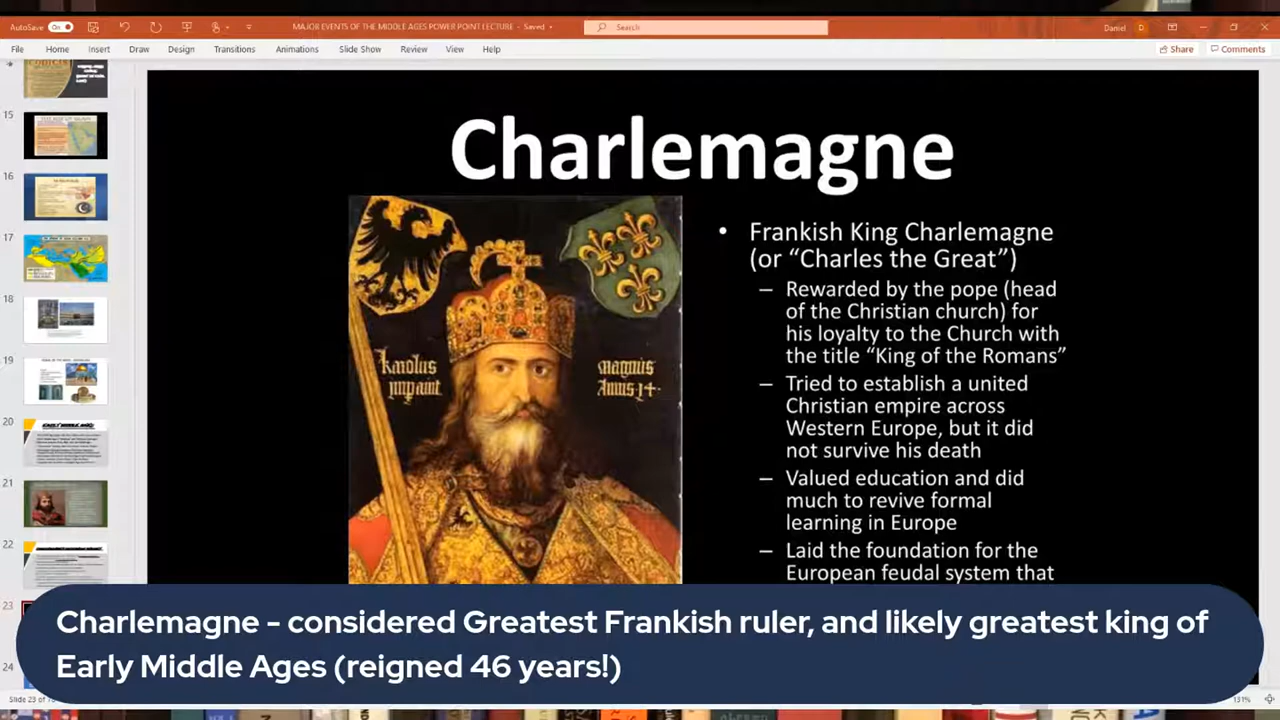 AutoSave On
MAJOR EVENTS OF THE MIDDLE AGES POWER POINT LECTURE - Saved
Search
Daniel D
File Home Insert Draw Design Transitions Animations Slide Show Review View Help
Share Comments
15
16
17
18
19
20
21
22
23
24
Charlemagne
karolus
magnus
• Frankish King Charlemagne
(or “Charles the Great”)
– Rewarded by the pope (head
of the Christian church) for
his loyalty to the Church with
the title “King of the Romans”
– Tried to establish a united
Christian empire across
Western Europe, but it did
not survive his death
– Valued education and did
much to revive formal
learning in Europe
– Laid the foundation for the
European feudal system that
Charlemagne - considered Greatest Frankish ruler, and likely greatest king of
Early Middle Ages (reigned 46 years!)
Slide 23 of
131%